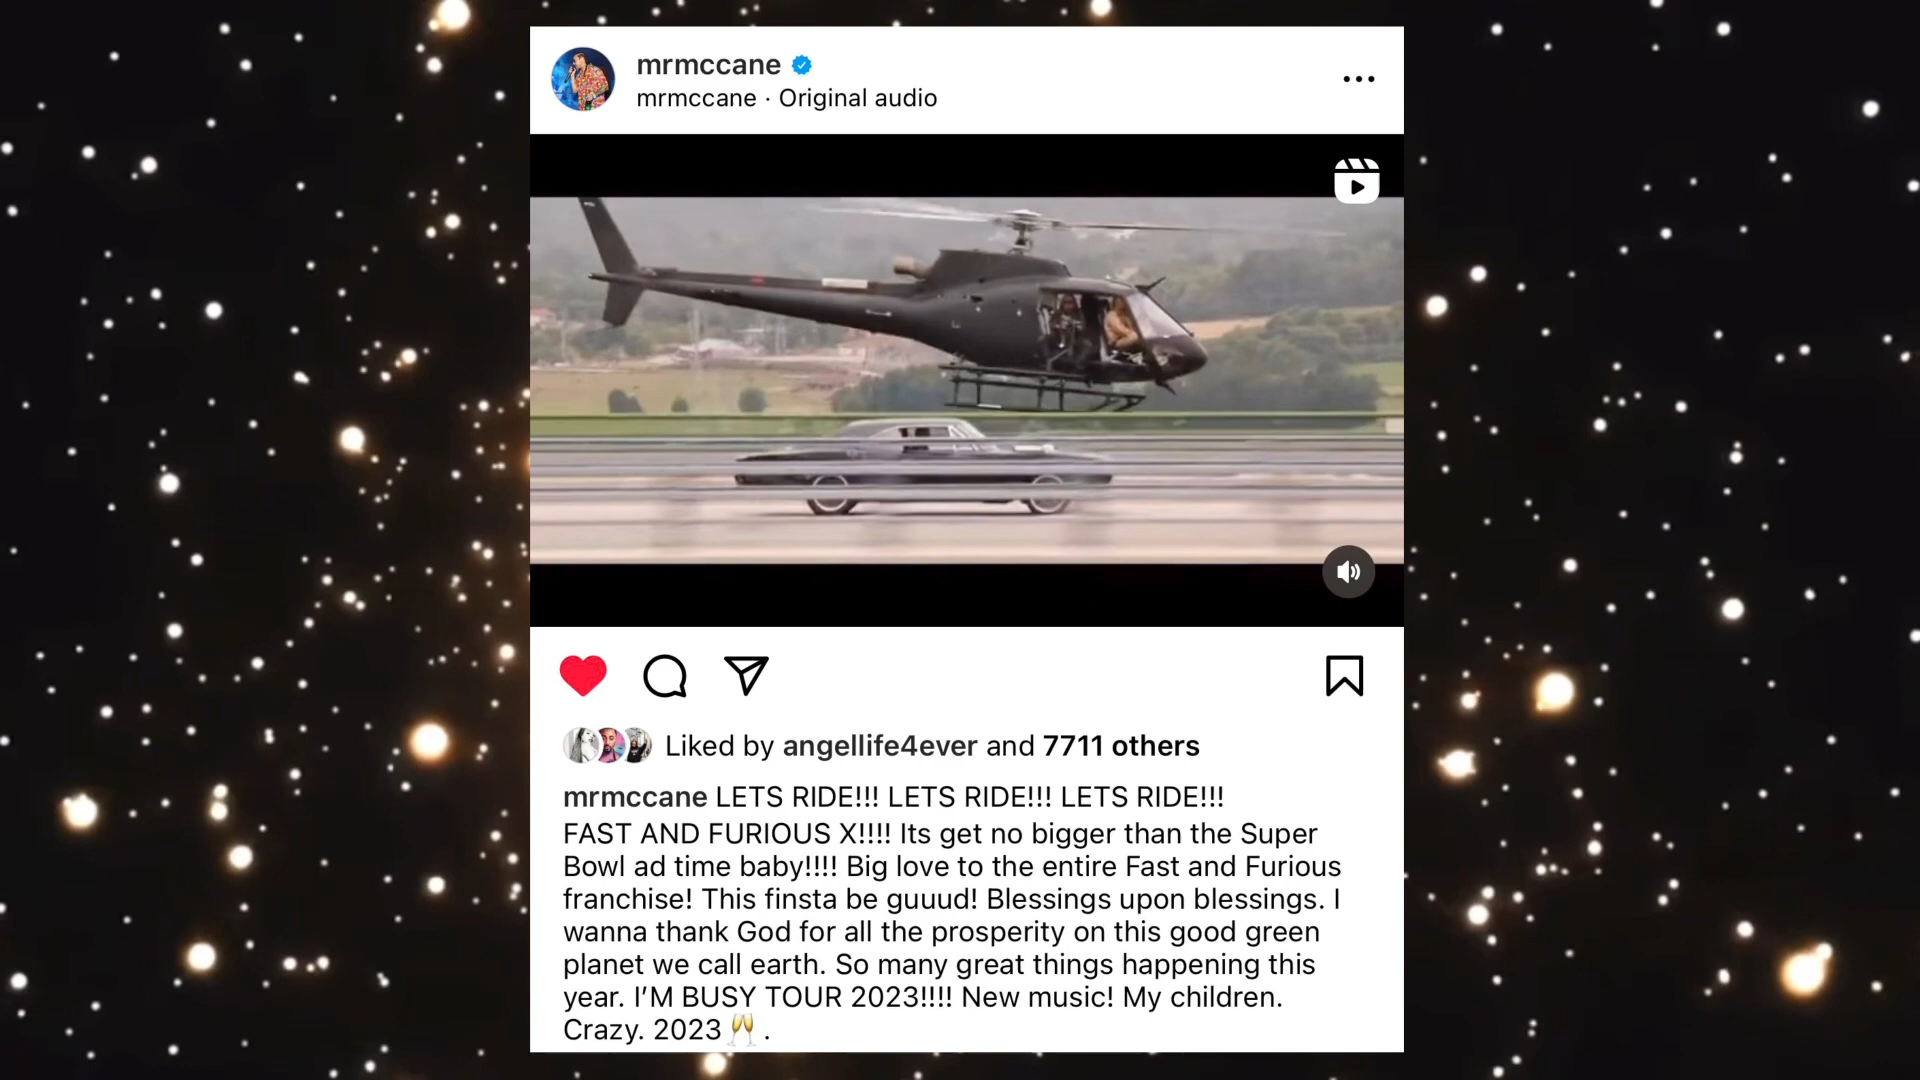 mrmccane
mrmccane · Original audio
Liked by angellife4ever and 7711 others
mrmccane LETS RIDE!!! LETS RIDE!!! LETS RIDE!!!
FAST AND FURIOUS X!!!! Its get no bigger than the Super
Bowl ad time baby!!!! Big love to the entire Fast and Furious
franchise! This finsta be guuud! Blessings upon blessings. I
wanna thank God for all the prosperity on this good green
planet we call earth. So many great things happening this
year. I’M BUSY TOUR 2023!!!! New music! My children.
Crazy. 2023🥂 .